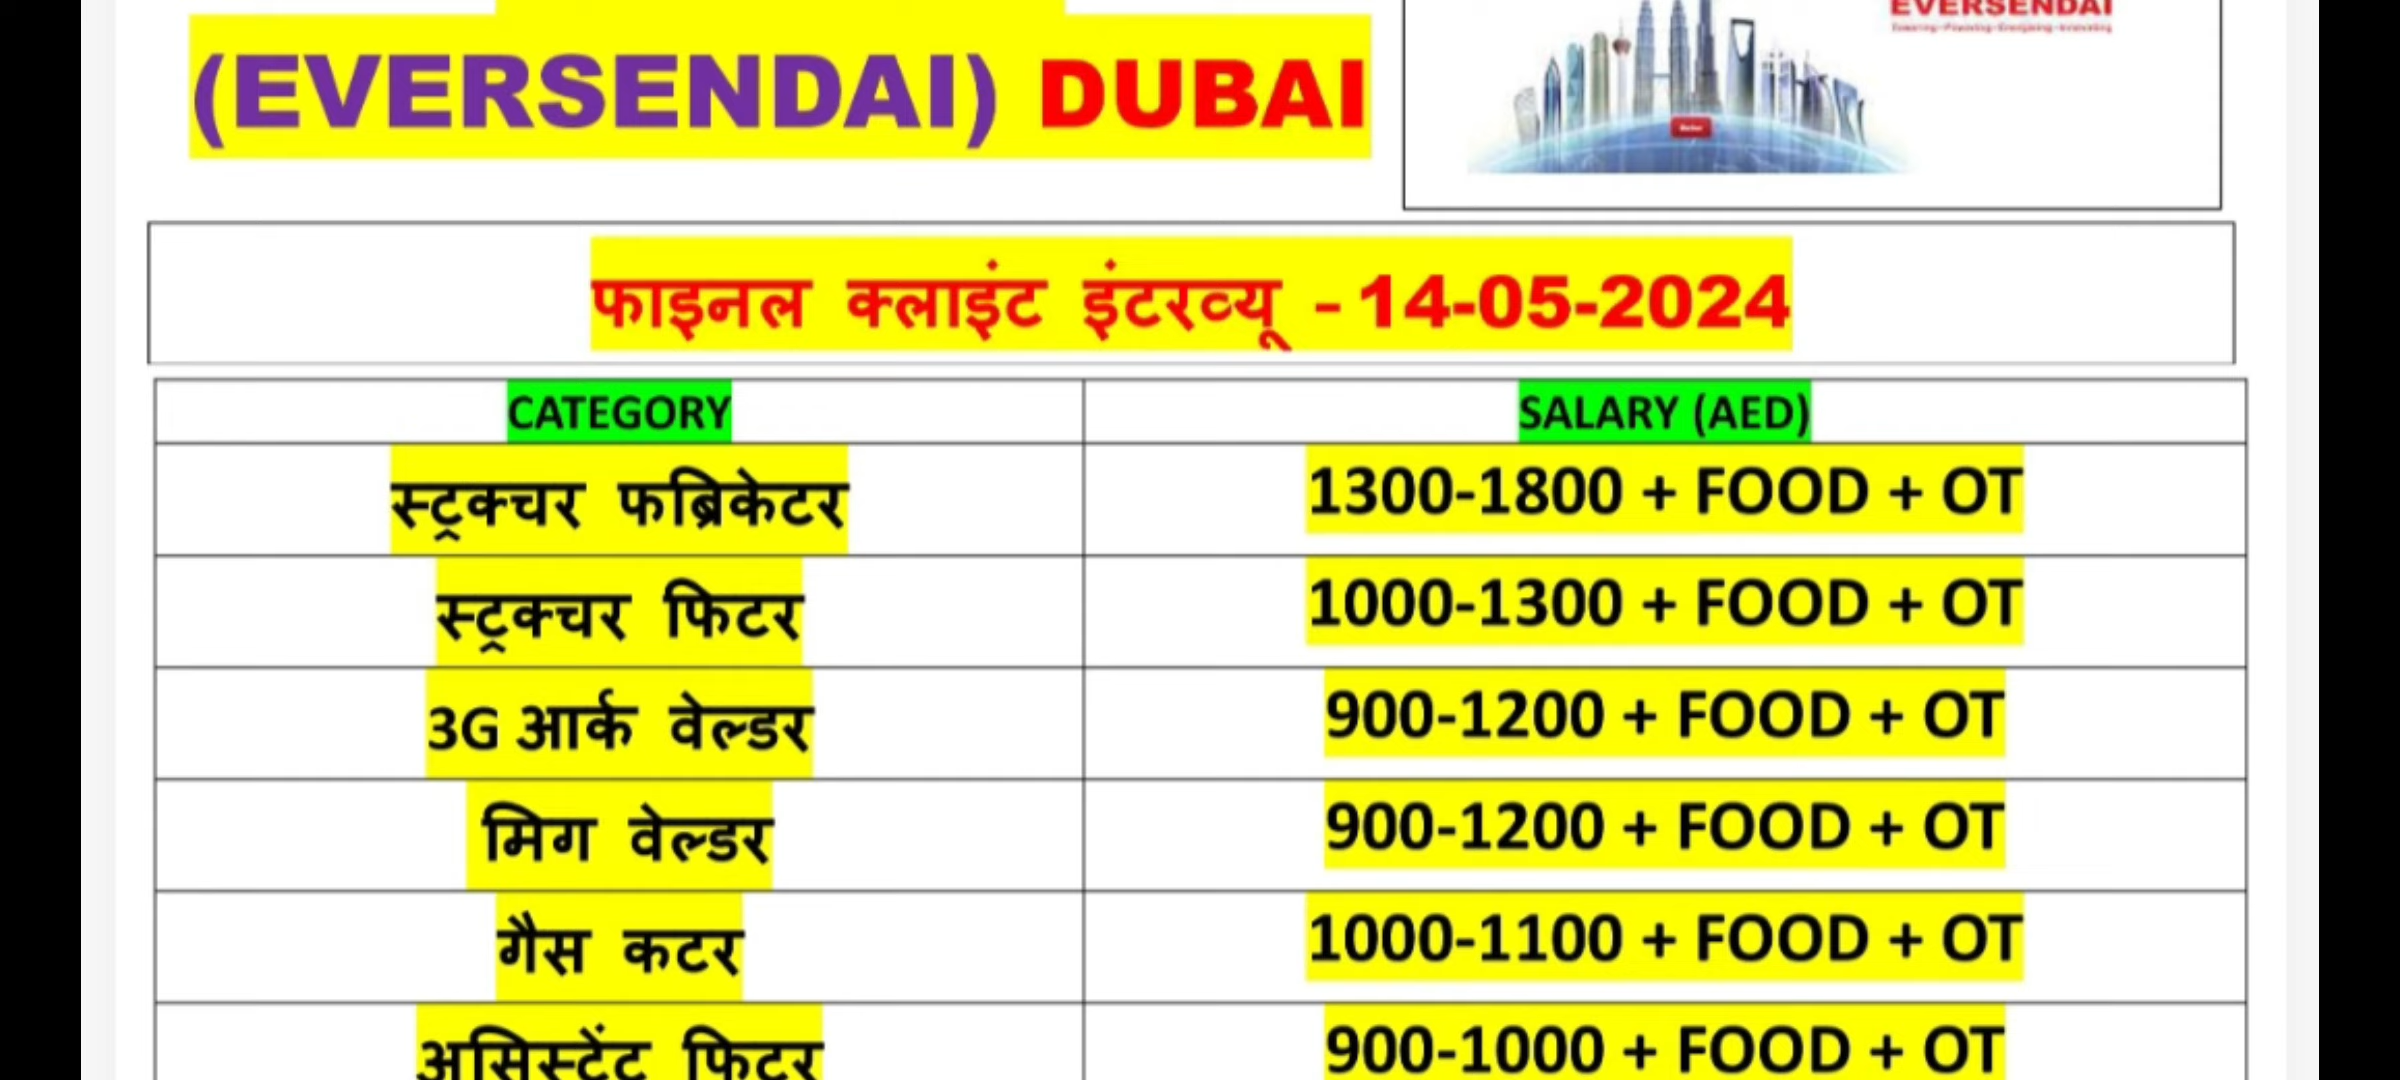 (EVERSENDAI) DUBAI
EVERSENDAI
फाइनल क्लाइंट इंटरव्यू - 14-05-2024
CATEGORY SALARY (AED)
स्ट्रक्चर फब्रिकेटर 1300-1800 + FOOD + OT
स्ट्रक्चर फिटर 1000-1300 + FOOD + OT
3G आर्क वेल्डर 900-1200 + FOOD + OT
मिग वेल्डर 900-1200 + FOOD + OT
गैस कटर 1000-1100 + FOOD + OT
असिस्टेंट फिटर 900-1000 + FOOD + OT